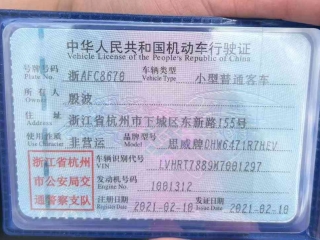 中华人民共和国机动车行驶证
Vehicle License of the People's Republic of China
号牌号码 Plate No. 浙AFC8670 车辆类型 Vehicle Type 小型普通客车
所有人 Owner 殷波
住址 Address 浙江省杭州市下城区东新路155号
使用性质 非营运 品牌型号 Model 思威牌DHW6471R7HEV
浙江省杭州市公安局交通警察支队
车辆识别代号 VIN LVHRT7889M7001297
发动机号码 Engine No. 1001312
注册日期 Register Date 2021-02-10 发证日期 Issue Date 2021-02-10